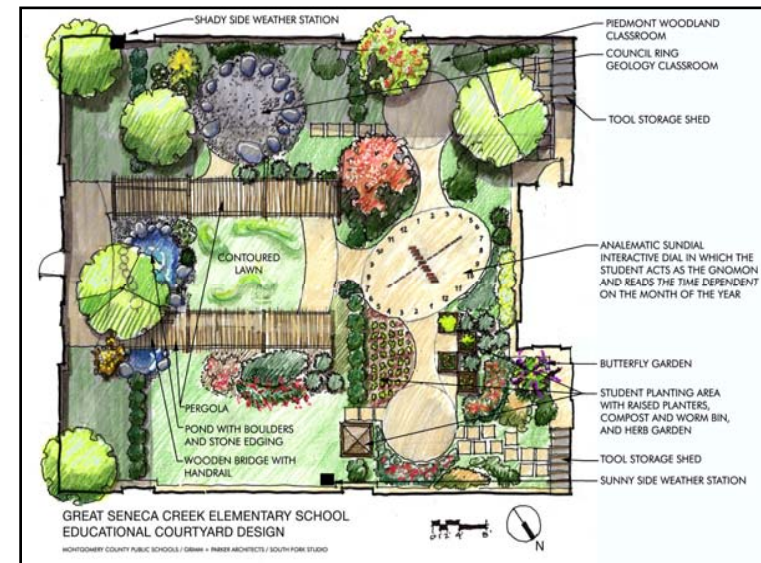 SHADY SIDE WEATHER STATION
PIEDMONT WOODLAND
CLASSROOM
COUNCIL RING
GEOLOGY CLASSROOM
TOOL STORAGE SHED
CONTOURED
LAWN
ANALEMATIC SUNDIAL
INTERACTIVE DIAL IN WHICH THE
STUDENT ACTS AS THE GNOMON
AND READS THE TIME DEPENDENT
ON THE MONTH OF THE YEAR
BUTTERFLY GARDEN
STUDENT PLANTING AREA
WITH RAISED PLANTERS,
COMPOST AND WORM BIN,
AND HERB GARDEN
PERGOLA
POND WITH BOULDERS
AND STONE EDGING
WOODEN BRIDGE WITH
HANDRAIL
TOOL STORAGE SHED
SUNNY SIDE WEATHER STATION
GREAT SENECA CREEK ELEMENTARY SCHOOL
EDUCATIONAL COURTYARD DESIGN
MONTGOMERY COUNTY PUBLIC SCHOOLS / GRIMM + PARKER ARCHITECTS / SOUTH FORK STUDIO
N